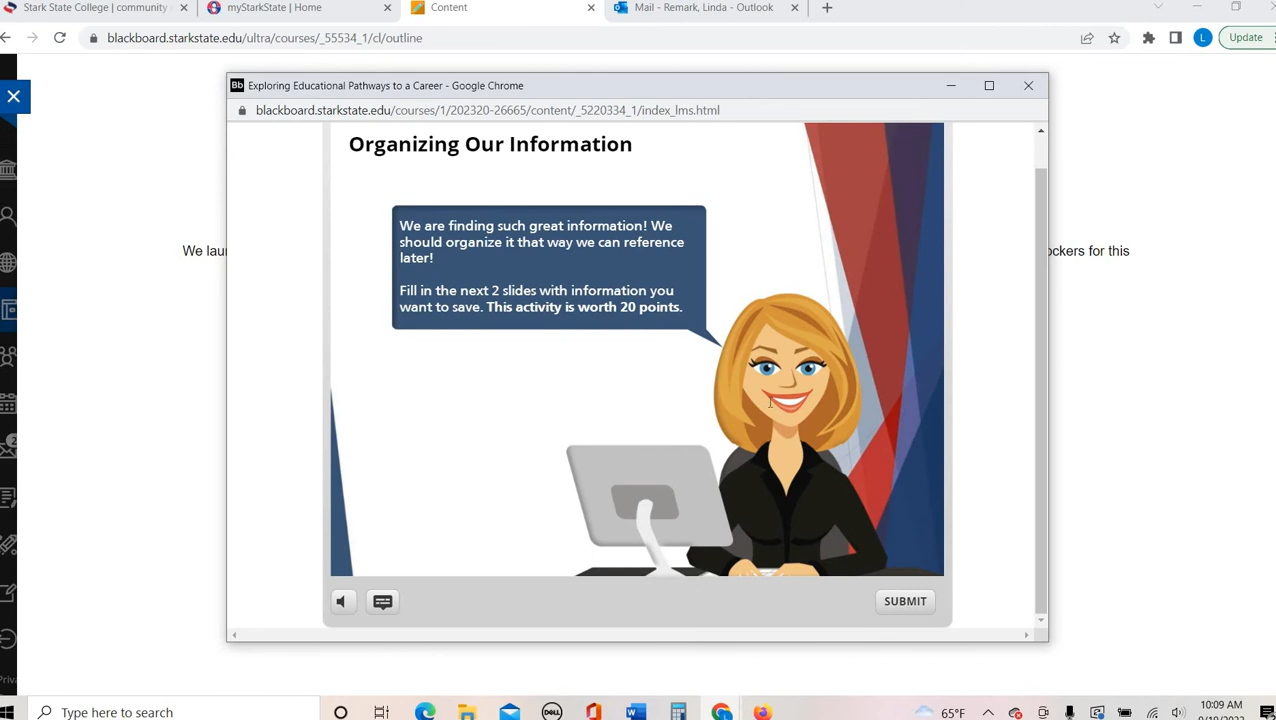 Stark State College | community
myStarkState | Home
Content
Mail - Remark, Linda - Outlook
blackboard.starkstate.edu/ultra/courses/_55534_1/cl/outline
L
Update
Bb Exploring Educational Pathways to a Career - Google Chrome
blackboard.starkstate.edu/courses/1/202320-26665/content/_5220334_1/index_lms.html
Organizing Our Information
We are finding such great information! We
should organize it that way we can reference
later!
Fill in the next 2 slides with information you
want to save. This activity is worth 20 points.
We lau
ockers for this
SUBMIT
Priva
Type here to search
DELL
65°F
10:09 AM